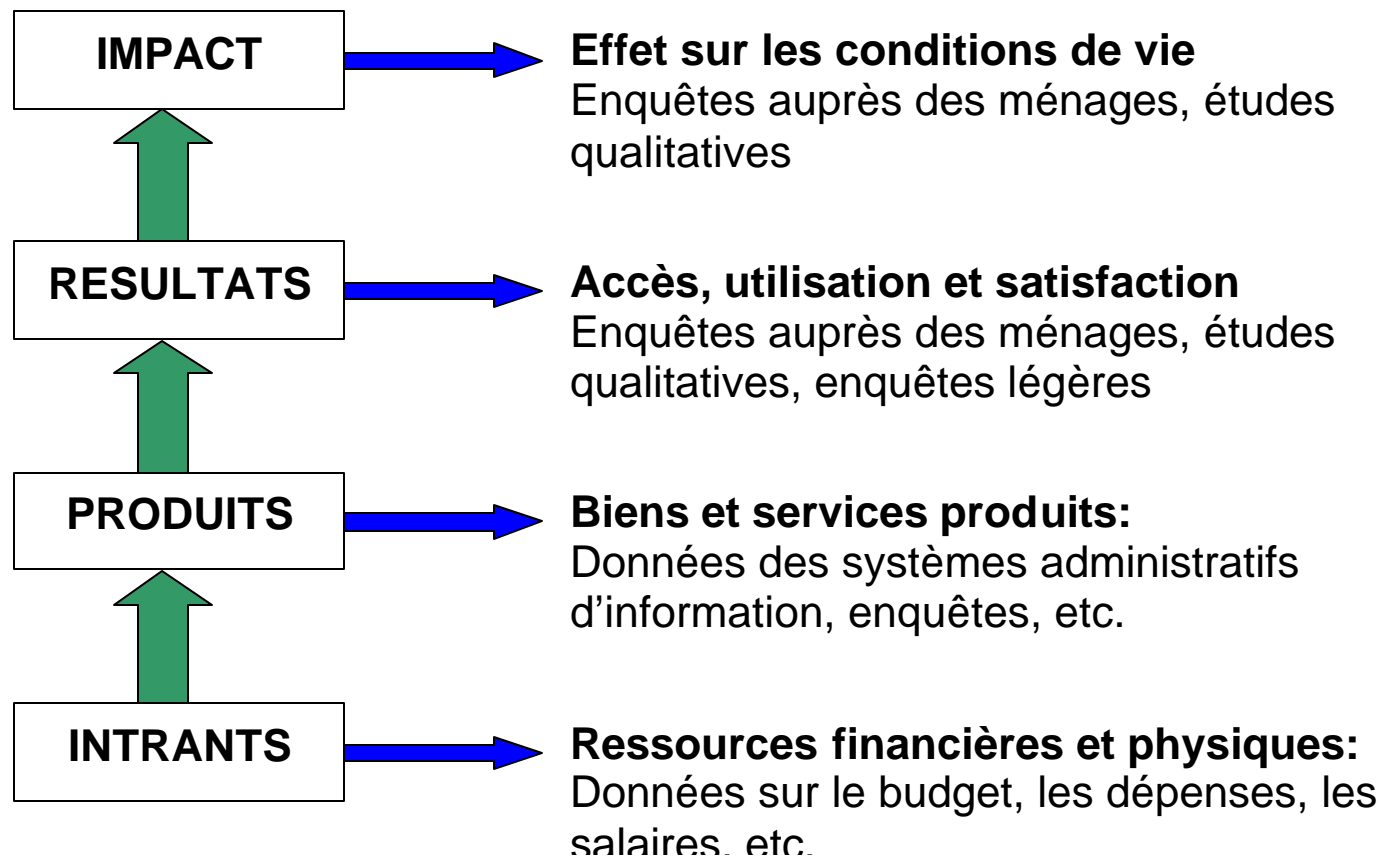 IMPACT
Effet sur les conditions de vie
Enquêtes auprès des ménages, études
qualitatives
RESULTATS
Accès, utilisation et satisfaction
Enquêtes auprès des ménages, études
qualitatives, enquêtes légères
PRODUITS
Biens et services produits:
Données des systèmes administratifs
d’information, enquêtes, etc.
INTRANTS
Ressources financières et physiques:
Données sur le budget, les dépenses, les
salaires, etc.